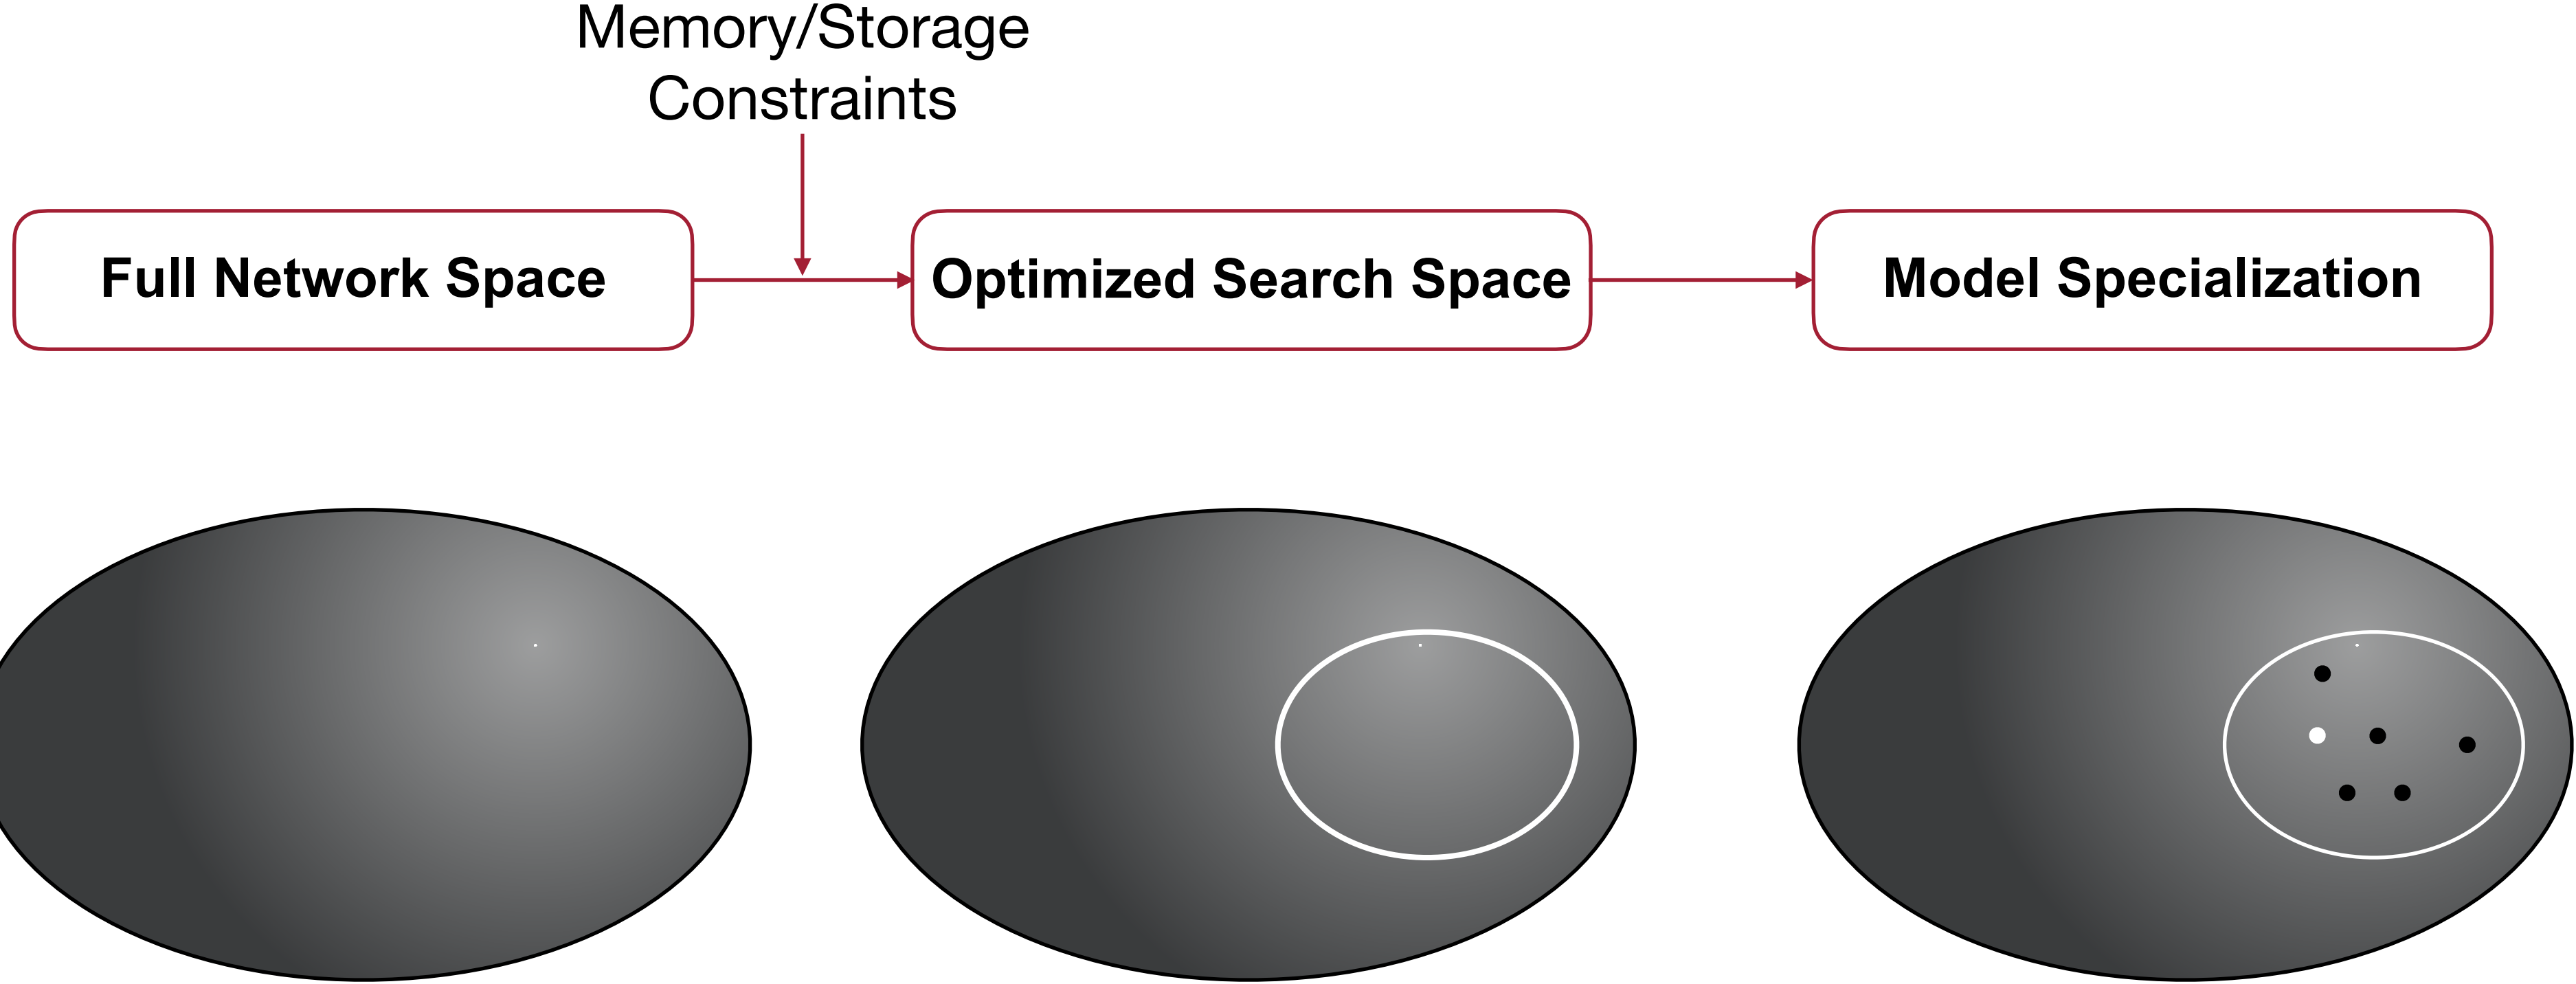 Memory/Storage
Constraints
Full Network Space
Optimized Search Space
Model Specialization